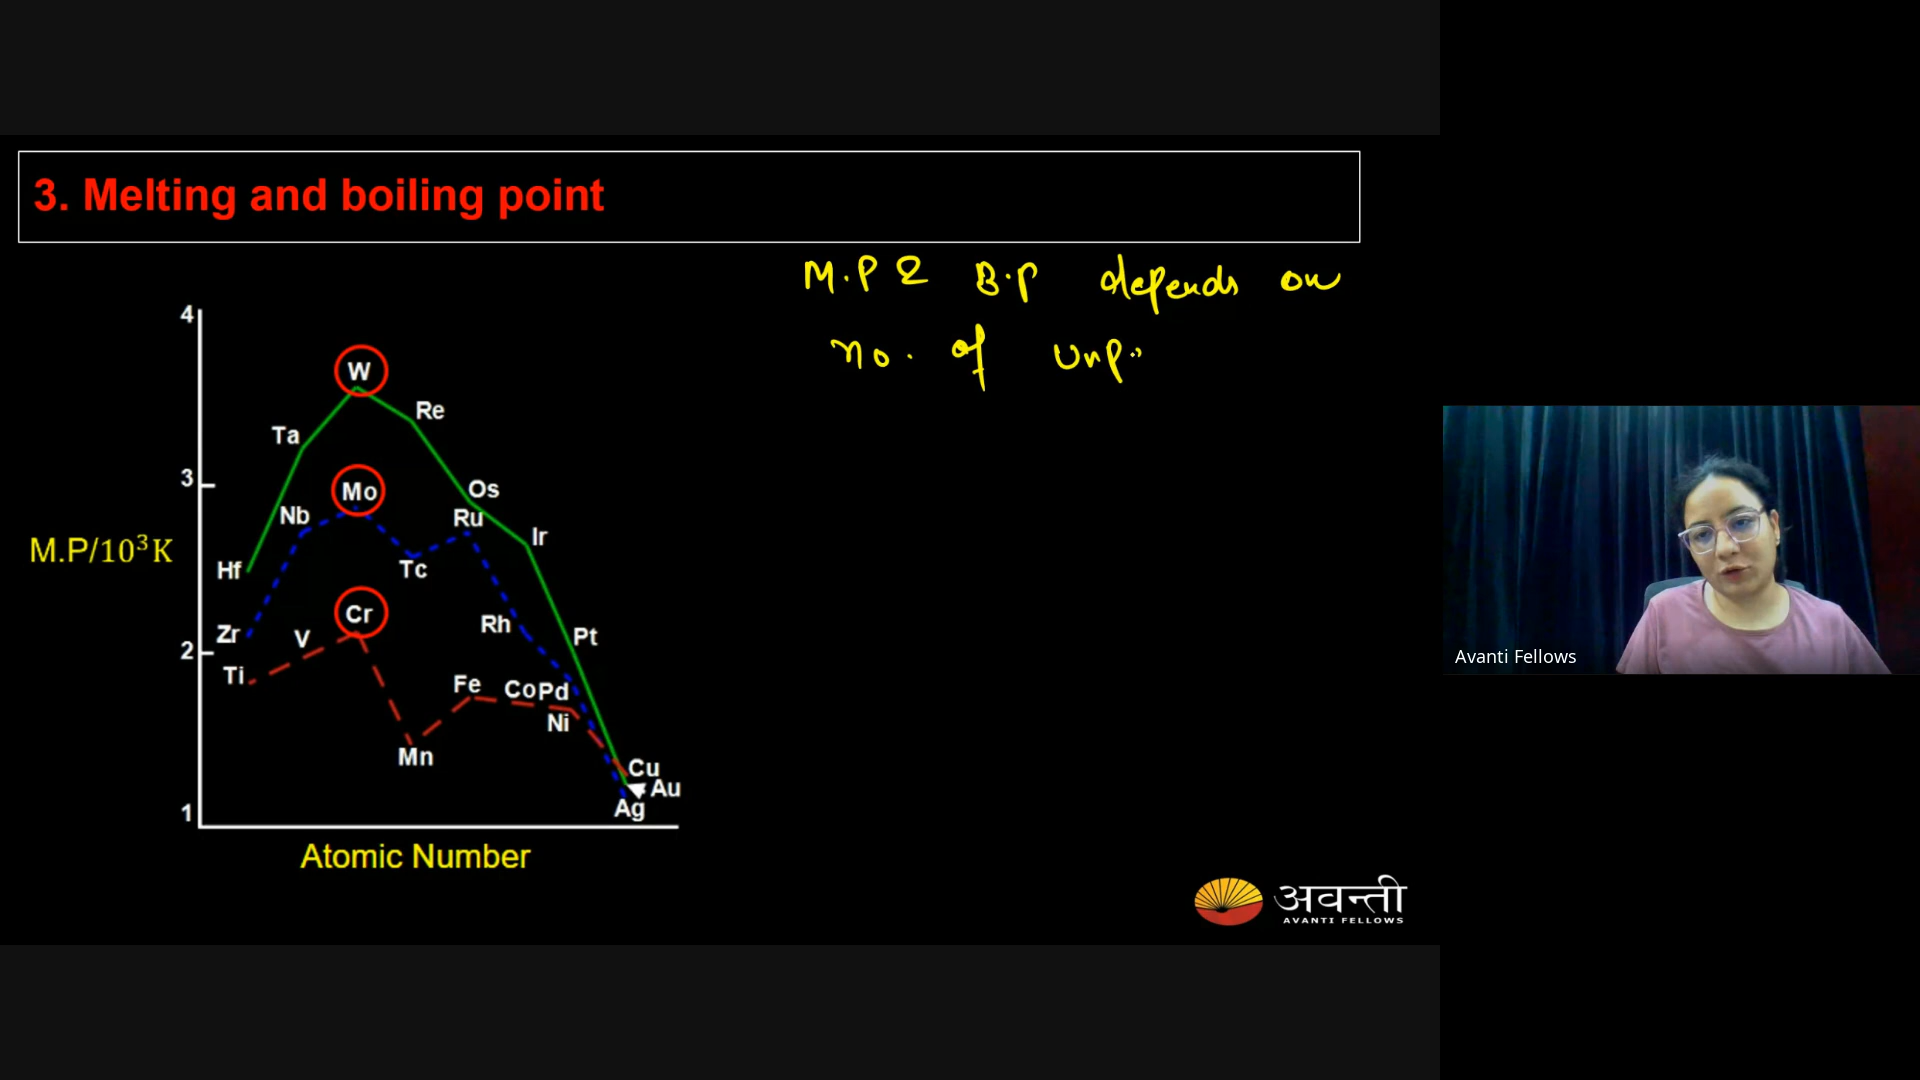 3. Melting and boiling point
M.P & B.P depends on
no. of unp
4
W
Re
Ta
3
Mo
Os
Nb
Ru
Ir
M.P/10³K
Hf
Tc
Cr
Rh
Zr
V
Pt
2
Ti
Fe
Co
Pd
Ni
Mn
Cu
Au
Ag
1
Atomic Number
Avanti Fellows
अवन्ती
AVANTI FELLOWS